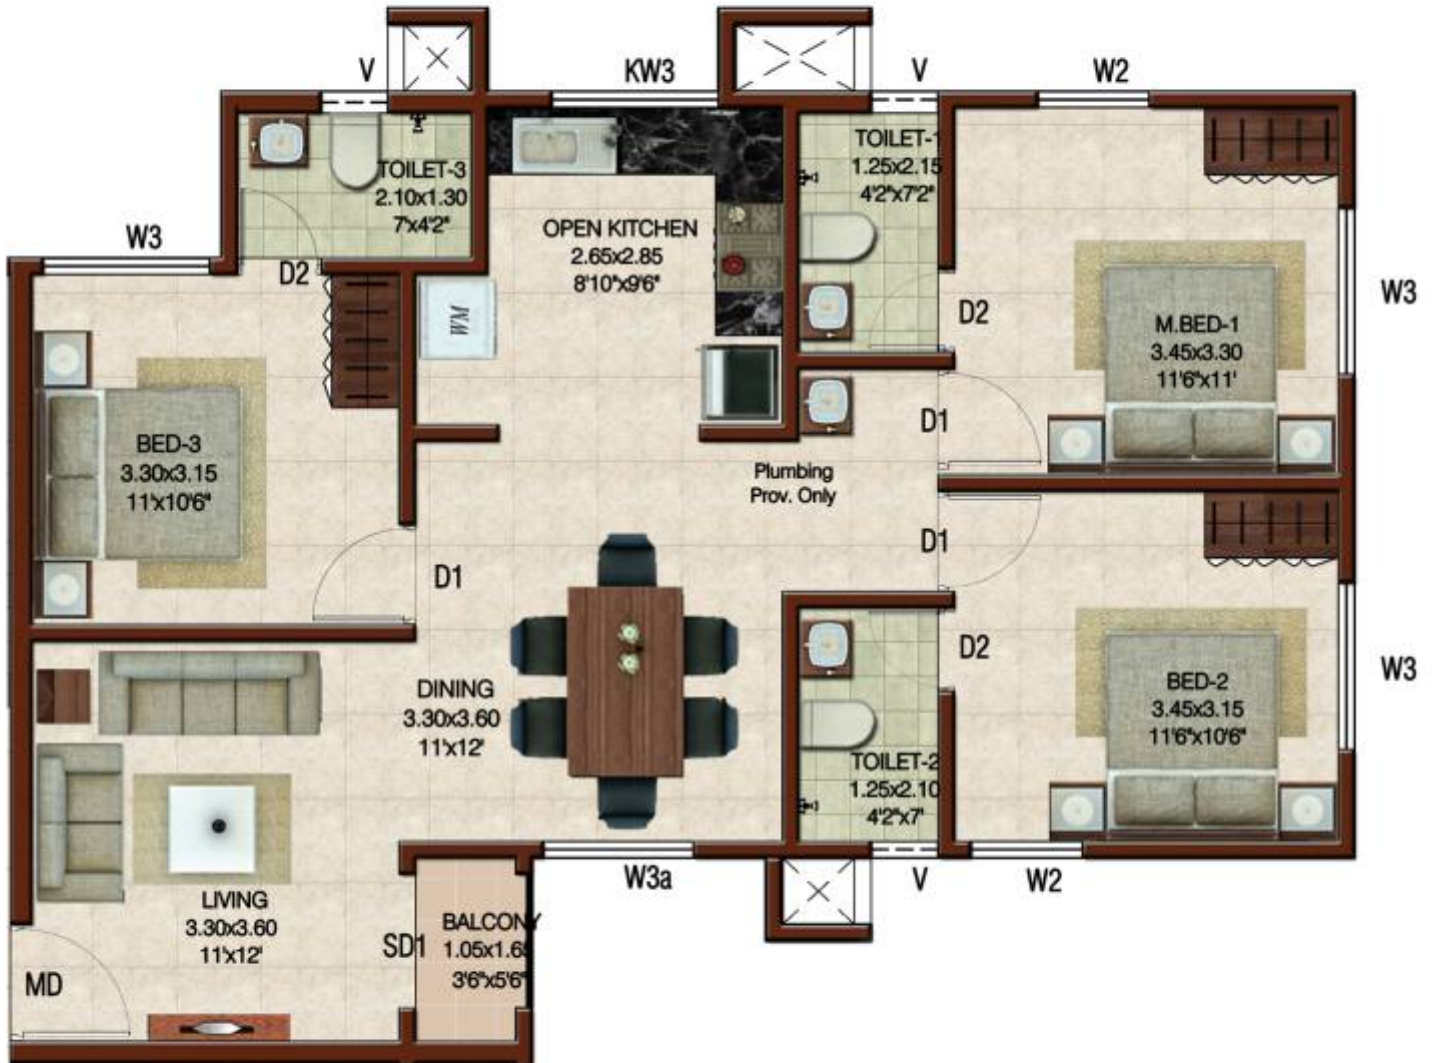 V
KW3
V
W2
TOILET-3
2.10x1.30
7'x4'2"
TOILET-1
1.25x2.15
4'2"x7'2"
W3
D2
OPEN KITCHEN
2.65x2.85
8'10"x9'6"
WM
D2
M.BED-1
3.45x3.30
11'6"x11'
W3
BED-3
3.30x3.15
11'x10'6"
D1
Plumbing
Prov. Only
D1
D1
DINING
3.30x3.60
11'x12'
D2
BED-2
3.45x3.15
11'6"x10'6"
W3
TOILET-2
1.25x2.10
4'2"x7'
LIVING
3.30x3.60
11'x12'
W3a
V
W2
SD1
BALCONY
1.05x1.65
3'6"x5'6"
MD